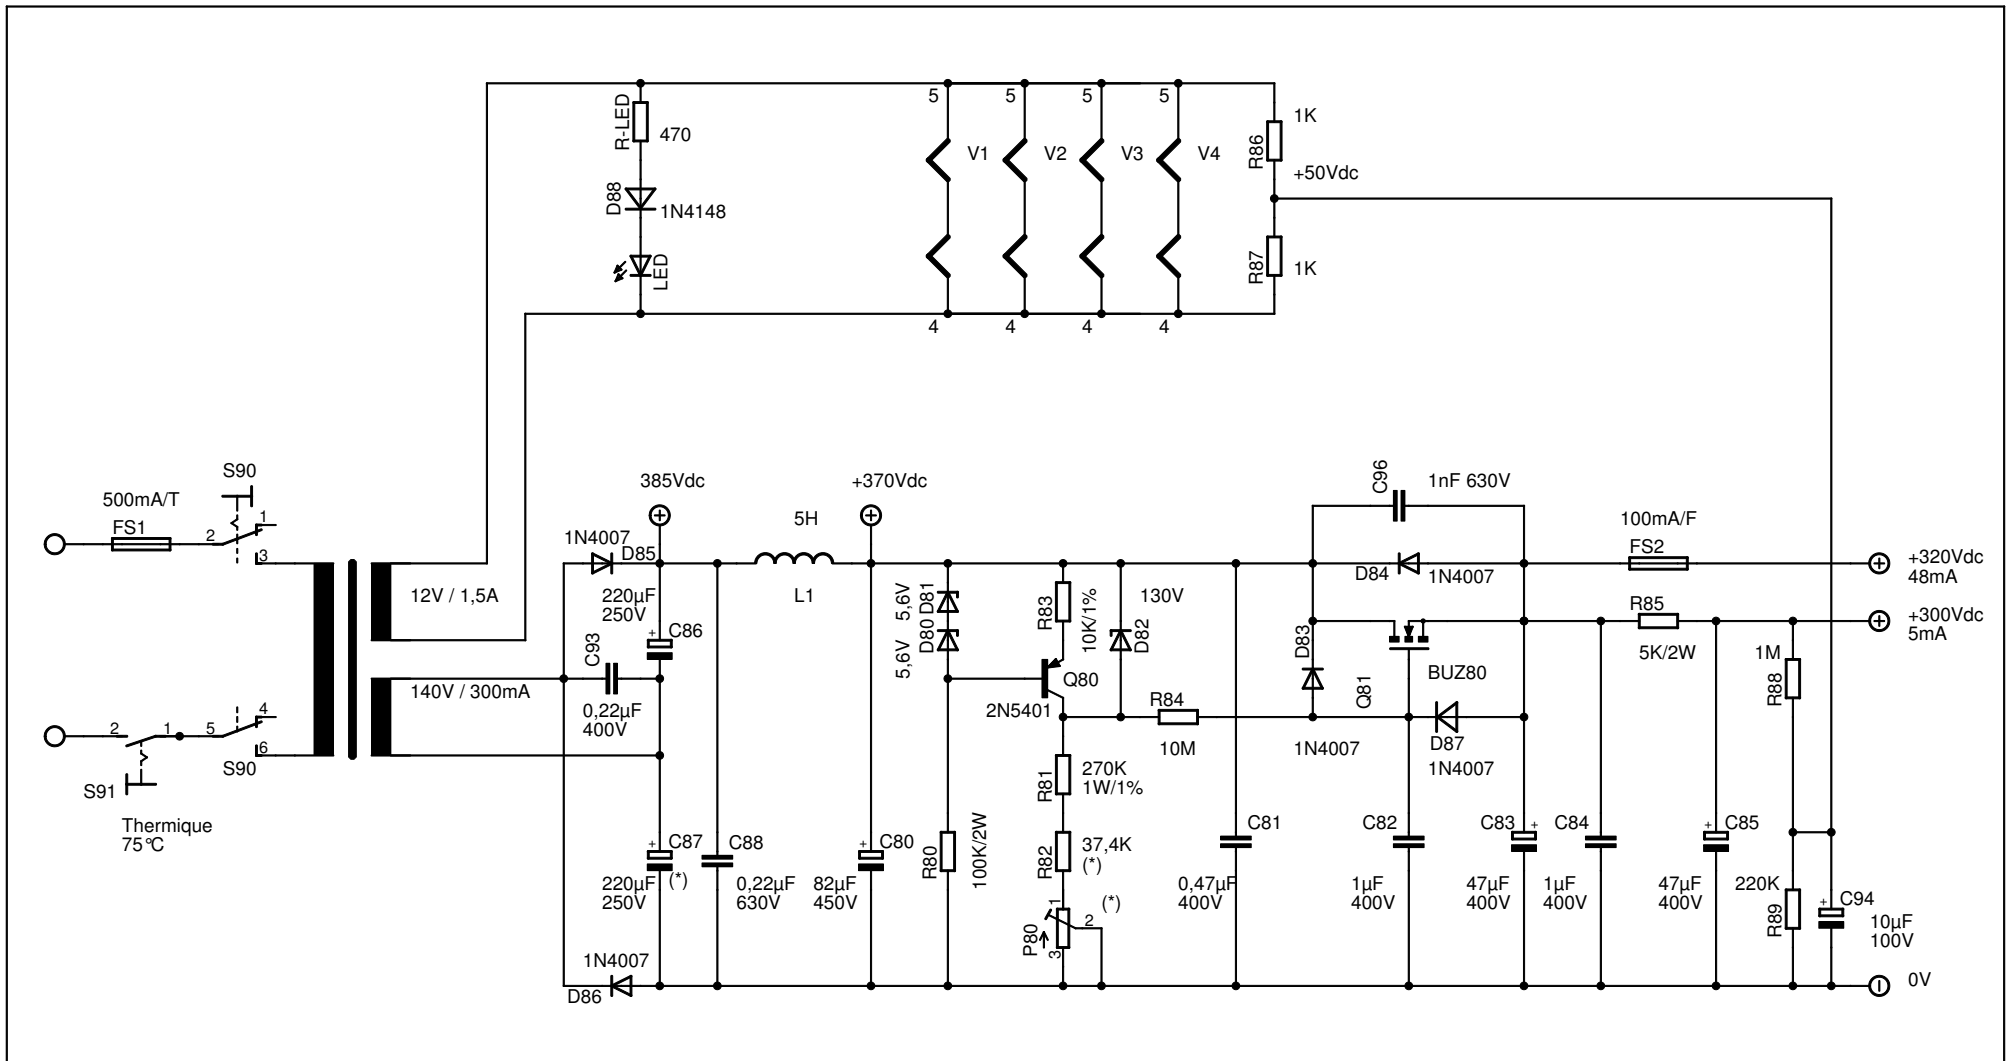 5
5
5
5
1K
R-LED
470
R86
V1
V2
V3
V4
+50Vdc
D88
1N4148
LED
R87
1K
4
4
4
4
S90
500mA/T
FS1
2
1
3
12V / 1,5A
140V / 300mA
4
5
6
S90
2
1
S91
Thermique
75°C
385Vdc
+370Vdc
5H
L1
1N4007
D85
220µF
250V
C86
C93
0,22µF
400V
C87
(*)
220µF
250V
C88
0,22µF
630V
C80
82µF
450V
1N4007
D86
5,6V
D81
5,6V
D80
R83
10K/1%
130V
D82
Q80
2N5401
R84
10M
R81
270K
1W/1%
R80
100K/2W
R82
37,4K
(*)
P80
1
2
3
(*)
C96
1nF 630V
D84
1N4007
D83
1N4007
Q81
BUZ80
D87
1N4007
C81
0,47µF
400V
C82
1µF
400V
C83
47µF
400V
C84
1µF
400V
C85
47µF
400V
100mA/F
FS2
R85
5K/2W
+320Vdc
48mA
+300Vdc
5mA
1M
R88
220K
R89
C94
10µF
100V
0V